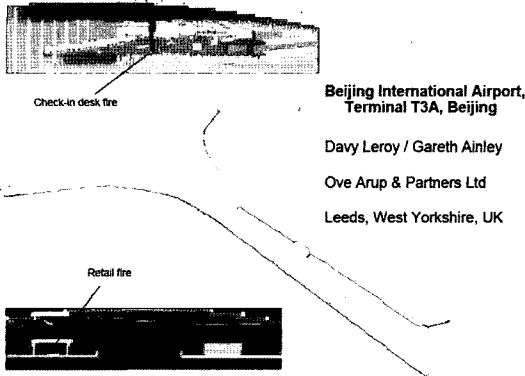 Check-in desk fire
Beijing International Airport,
Terminal T3A, Beijing
Davy Leroy / Gareth Ainley
Ove Arup & Partners Ltd
Leeds, West Yorkshire, UK
Retail fire